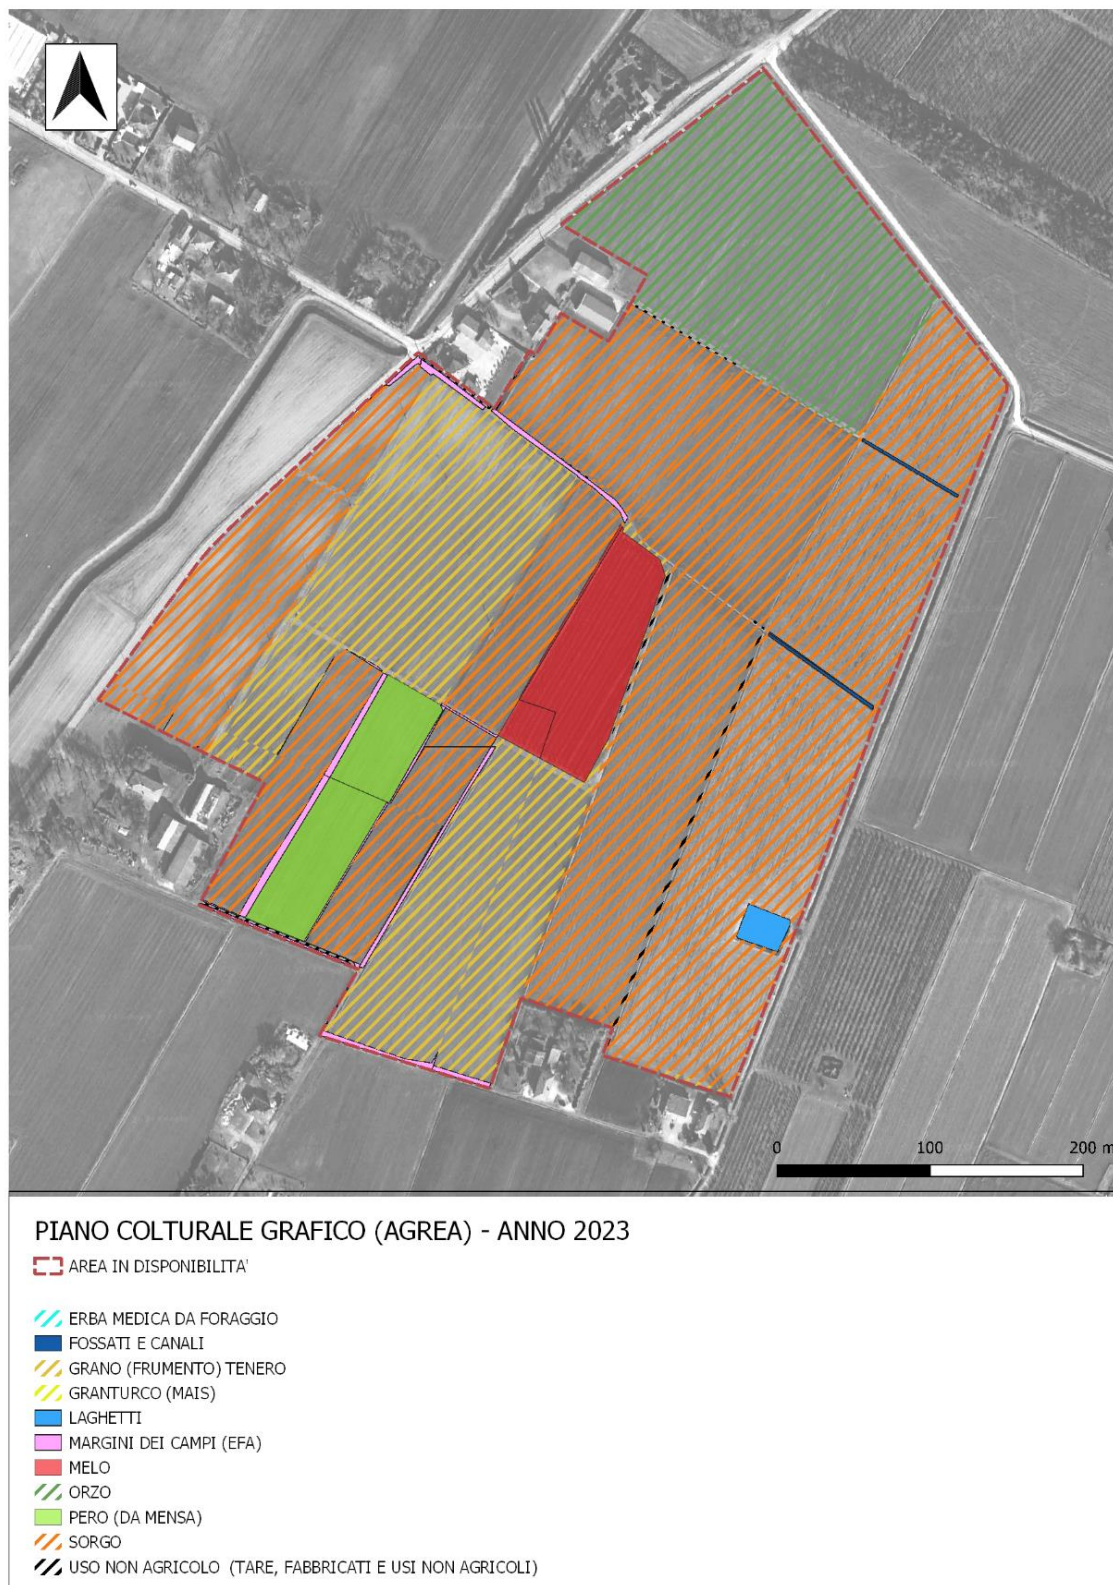 0 100 200 m
PIANO COLTURALE GRAFICO (AGREA) - ANNO 2023
AREA IN DISPONIBILITA'
ERBA MEDICA DA FORAGGIO
FOSSATI E CANALI
GRANO (FRUMENTO) TENERO
GRANTURCO (MAIS)
LAGHETTI
MARGINI DEI CAMPI (EFA)
MELO
ORZO
PERO (DA MENSA)
SORGO
USO NON AGRICOLO (TARE, FABBRICATI E USI NON AGRICOLI)